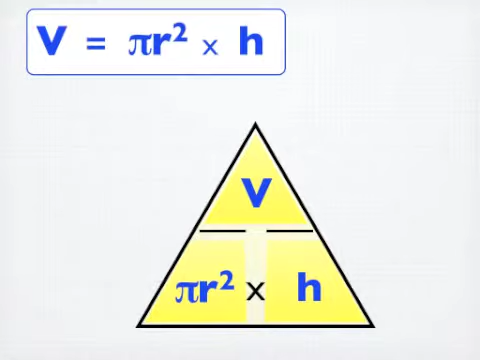 V = πr² x h
V
πr² x h